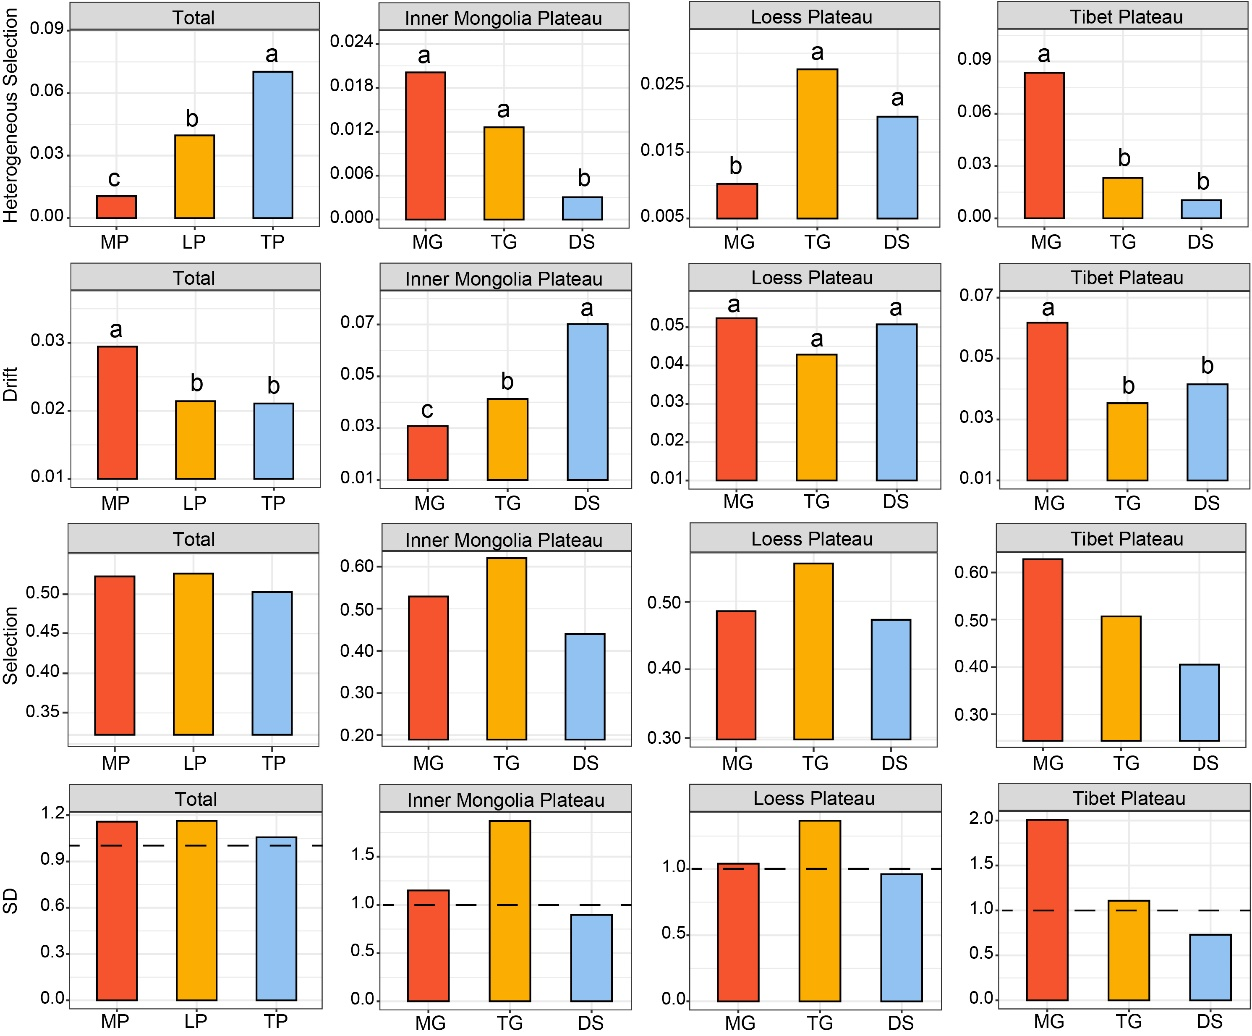 Total
Inner Mongolia Plateau
Loess Plateau
Tibet Plateau
Heterogeneous Selection
0.09
0.06
0.03
0.00
c
b
a
MP LP TP
0.024
0.018
0.012
0.006
0.000
a
a
b
MG TG DS
0.025
0.015
0.005
b
a
a
MG TG DS
0.09
0.06
0.03
0.00
a
b
b
MG TG DS
Total
Inner Mongolia Plateau
Loess Plateau
Tibet Plateau
Drift
0.03
0.02
0.01
a
b
b
MP LP TP
0.07
0.05
0.03
0.01
c
b
a
MG TG DS
0.05
0.04
0.03
0.02
0.01
a
a
a
MG TG DS
0.07
0.05
0.03
0.01
a
b
b
MG TG DS
Total
Inner Mongolia Plateau
Loess Plateau
Tibet Plateau
Selection
0.50
0.45
0.40
0.35
MP LP TP
0.60
0.50
0.40
0.30
0.20
MG TG DS
0.50
0.40
0.30
MG TG DS
0.60
0.50
0.40
0.30
MG TG DS
Total
Inner Mongolia Plateau
Loess Plateau
Tibet Plateau
SD
1.2
0.9
0.6
0.3
0.0
MP LP TP
1.5
1.0
0.5
0.0
MG TG DS
1.0
0.5
0.0
MG TG DS
2.0
1.5
1.0
0.5
0.0
MG TG DS